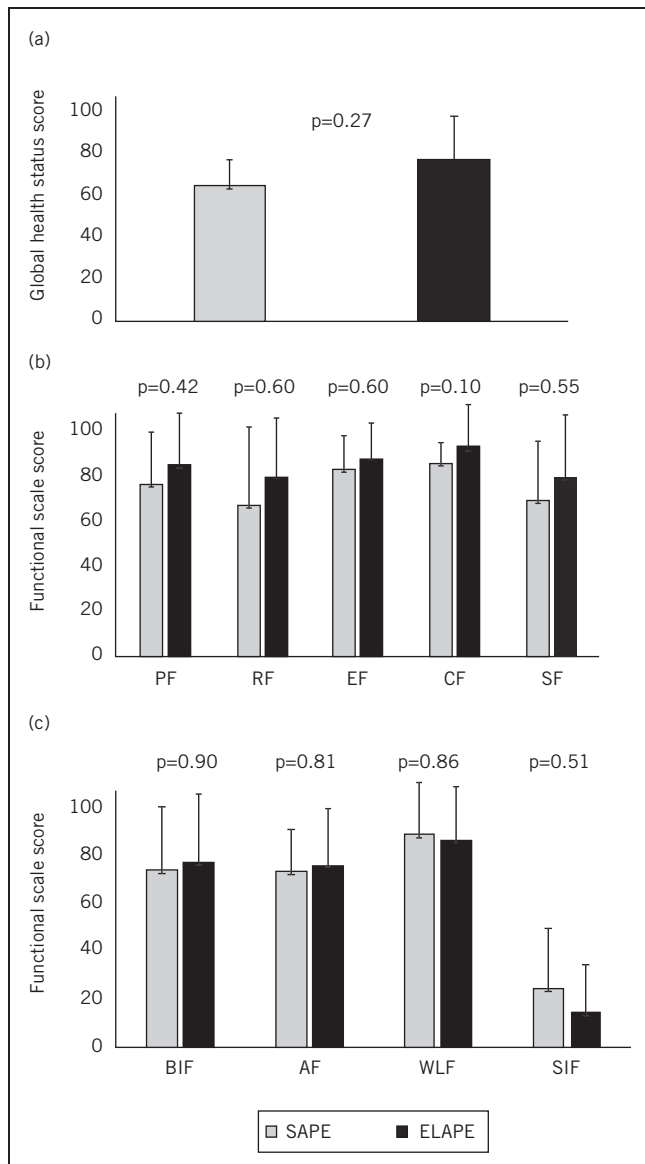 (a)
Global health status score
100
80
60
40
20
0
p=0.27
(b)
Functional scale score
p=0.42 p=0.60 p=0.60 p=0.10 p=0.55
100
80
60
40
20
0
PF RF EF CF SF
(c)
Functional scale score
p=0.90 p=0.81 p=0.86 p=0.51
100
80
60
40
20
0
BIF AF WLF SIF
SAPE ELAPE